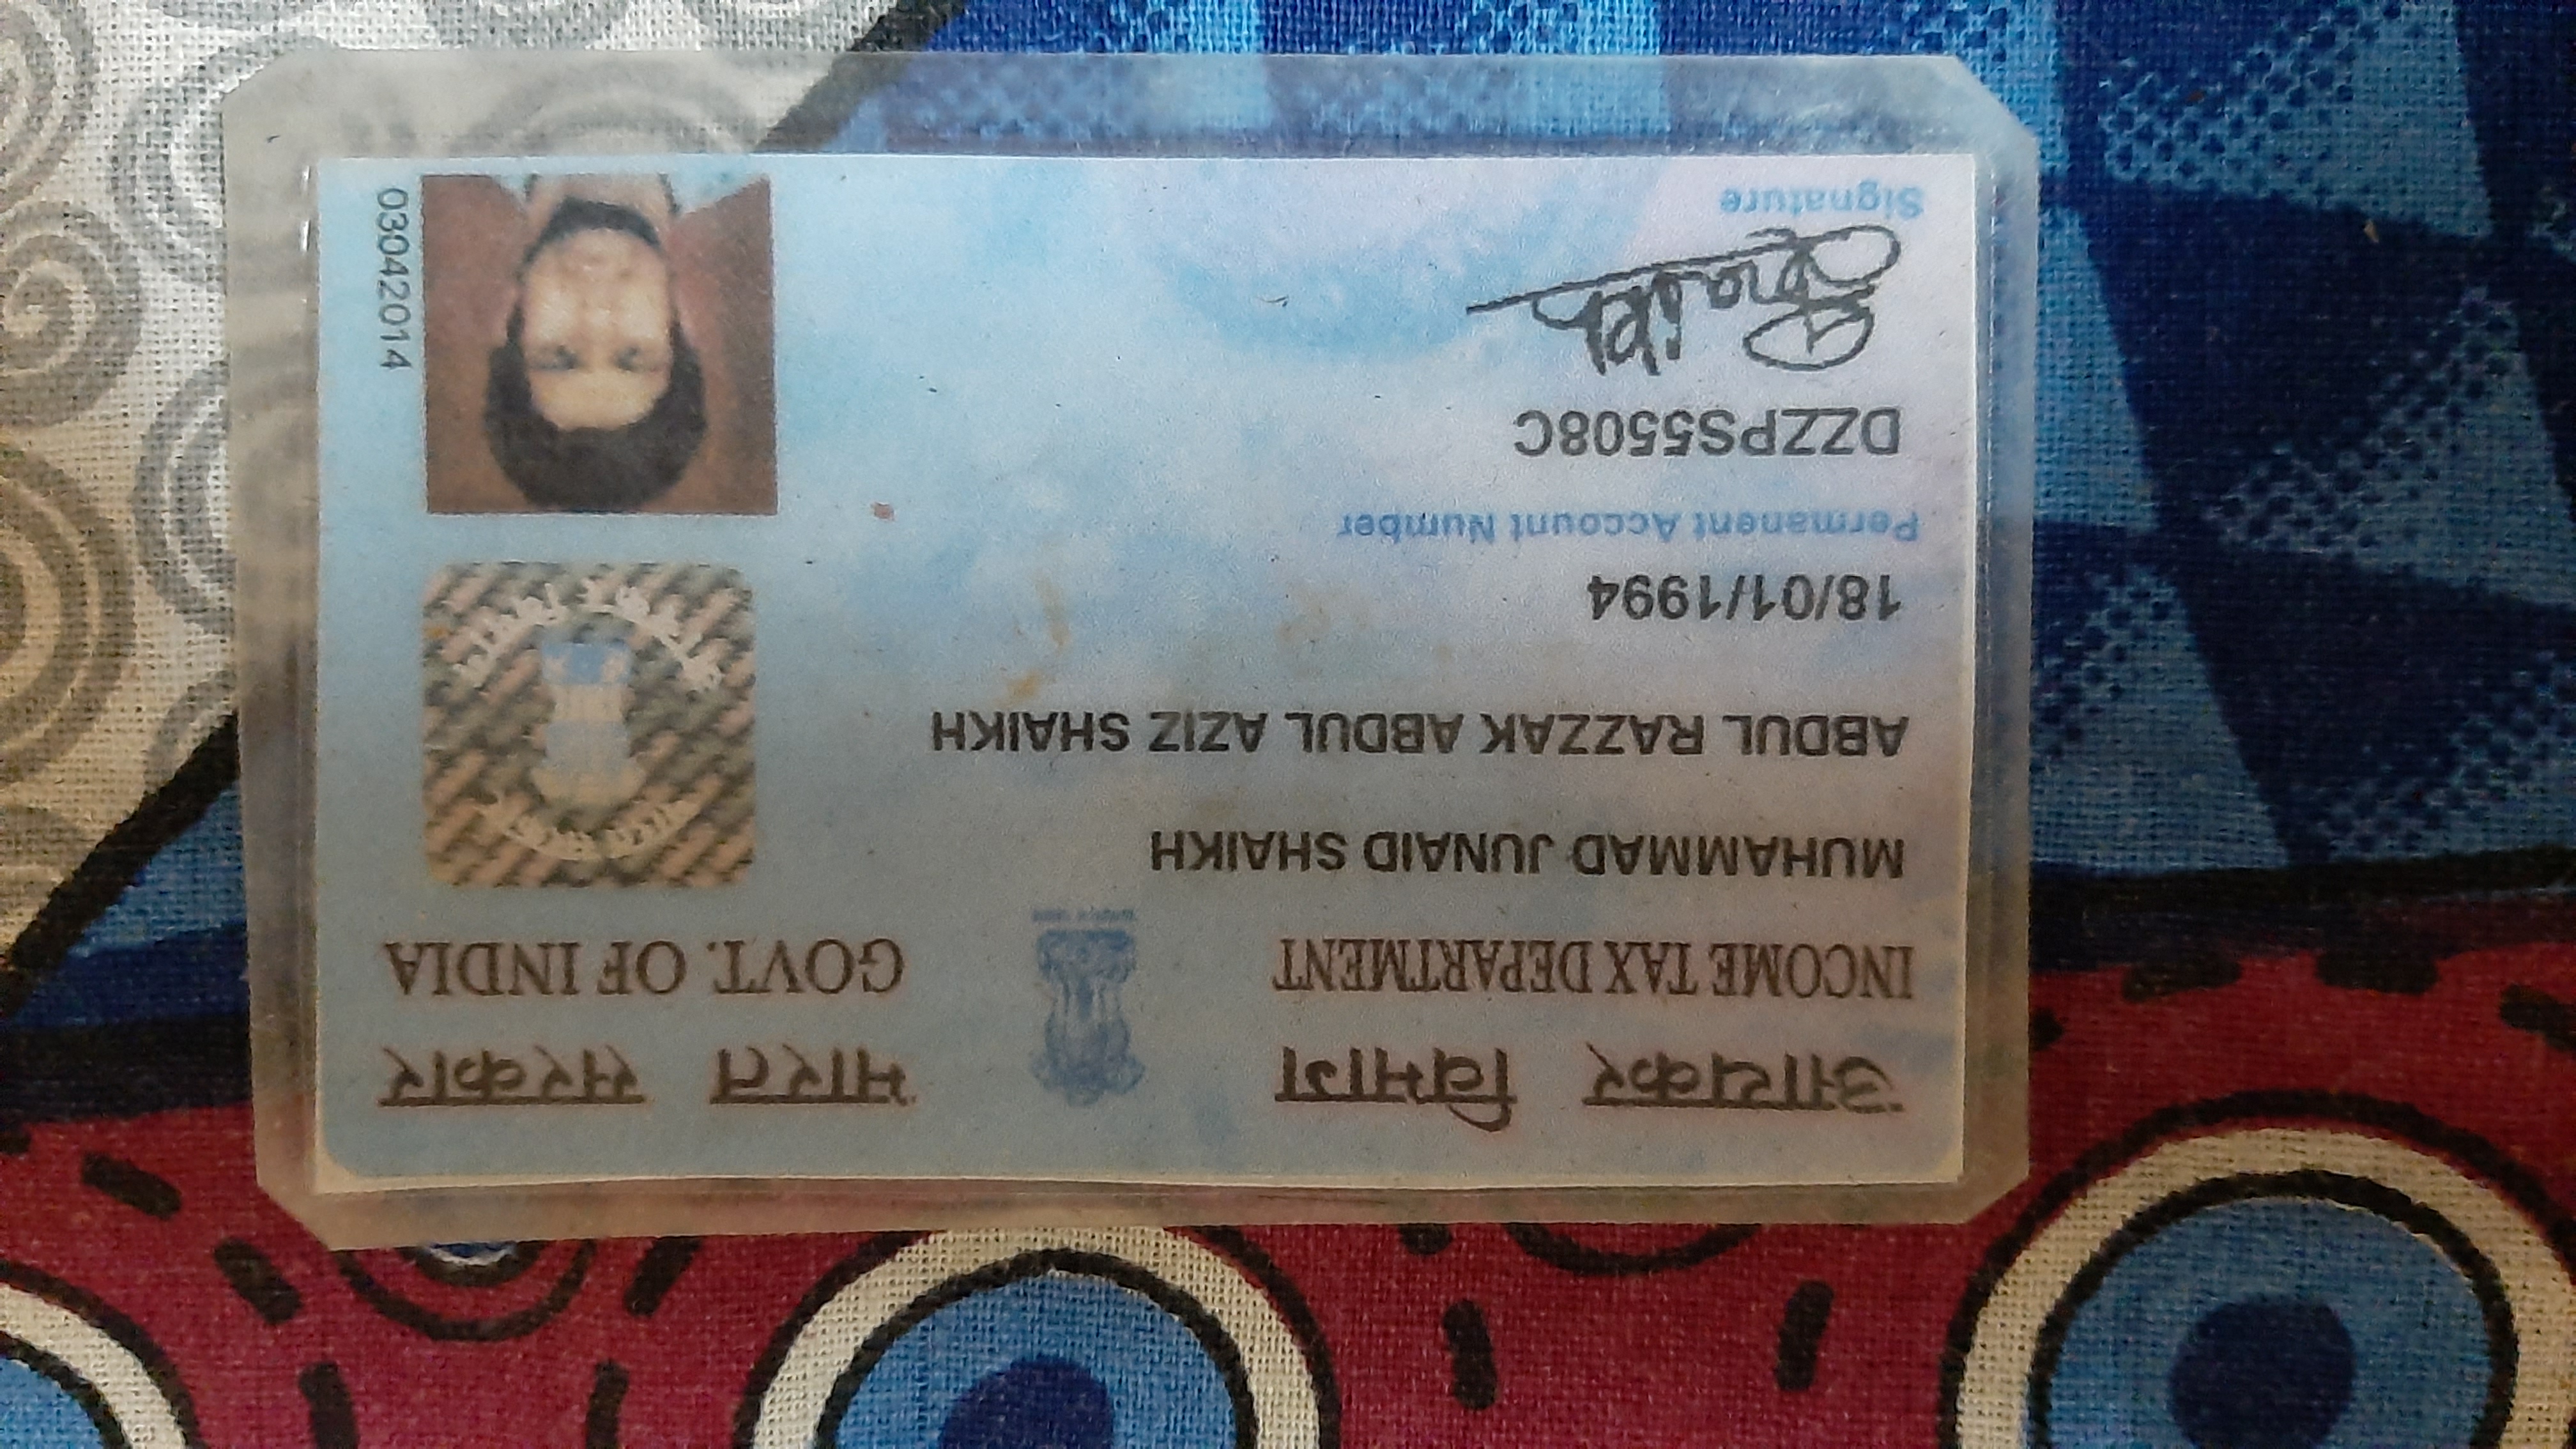 आयकर विभाग
INCOME TAX DEPARTMENT
भारत सरकार
GOVT. OF INDIA
MUHAMMAD JUNAID SHAIKH
ABDUL RAZZAK ABDUL AZIZ SHAIKH
18/01/1994
Permanent Account Number
DZZPS5508C
Signature
03042014